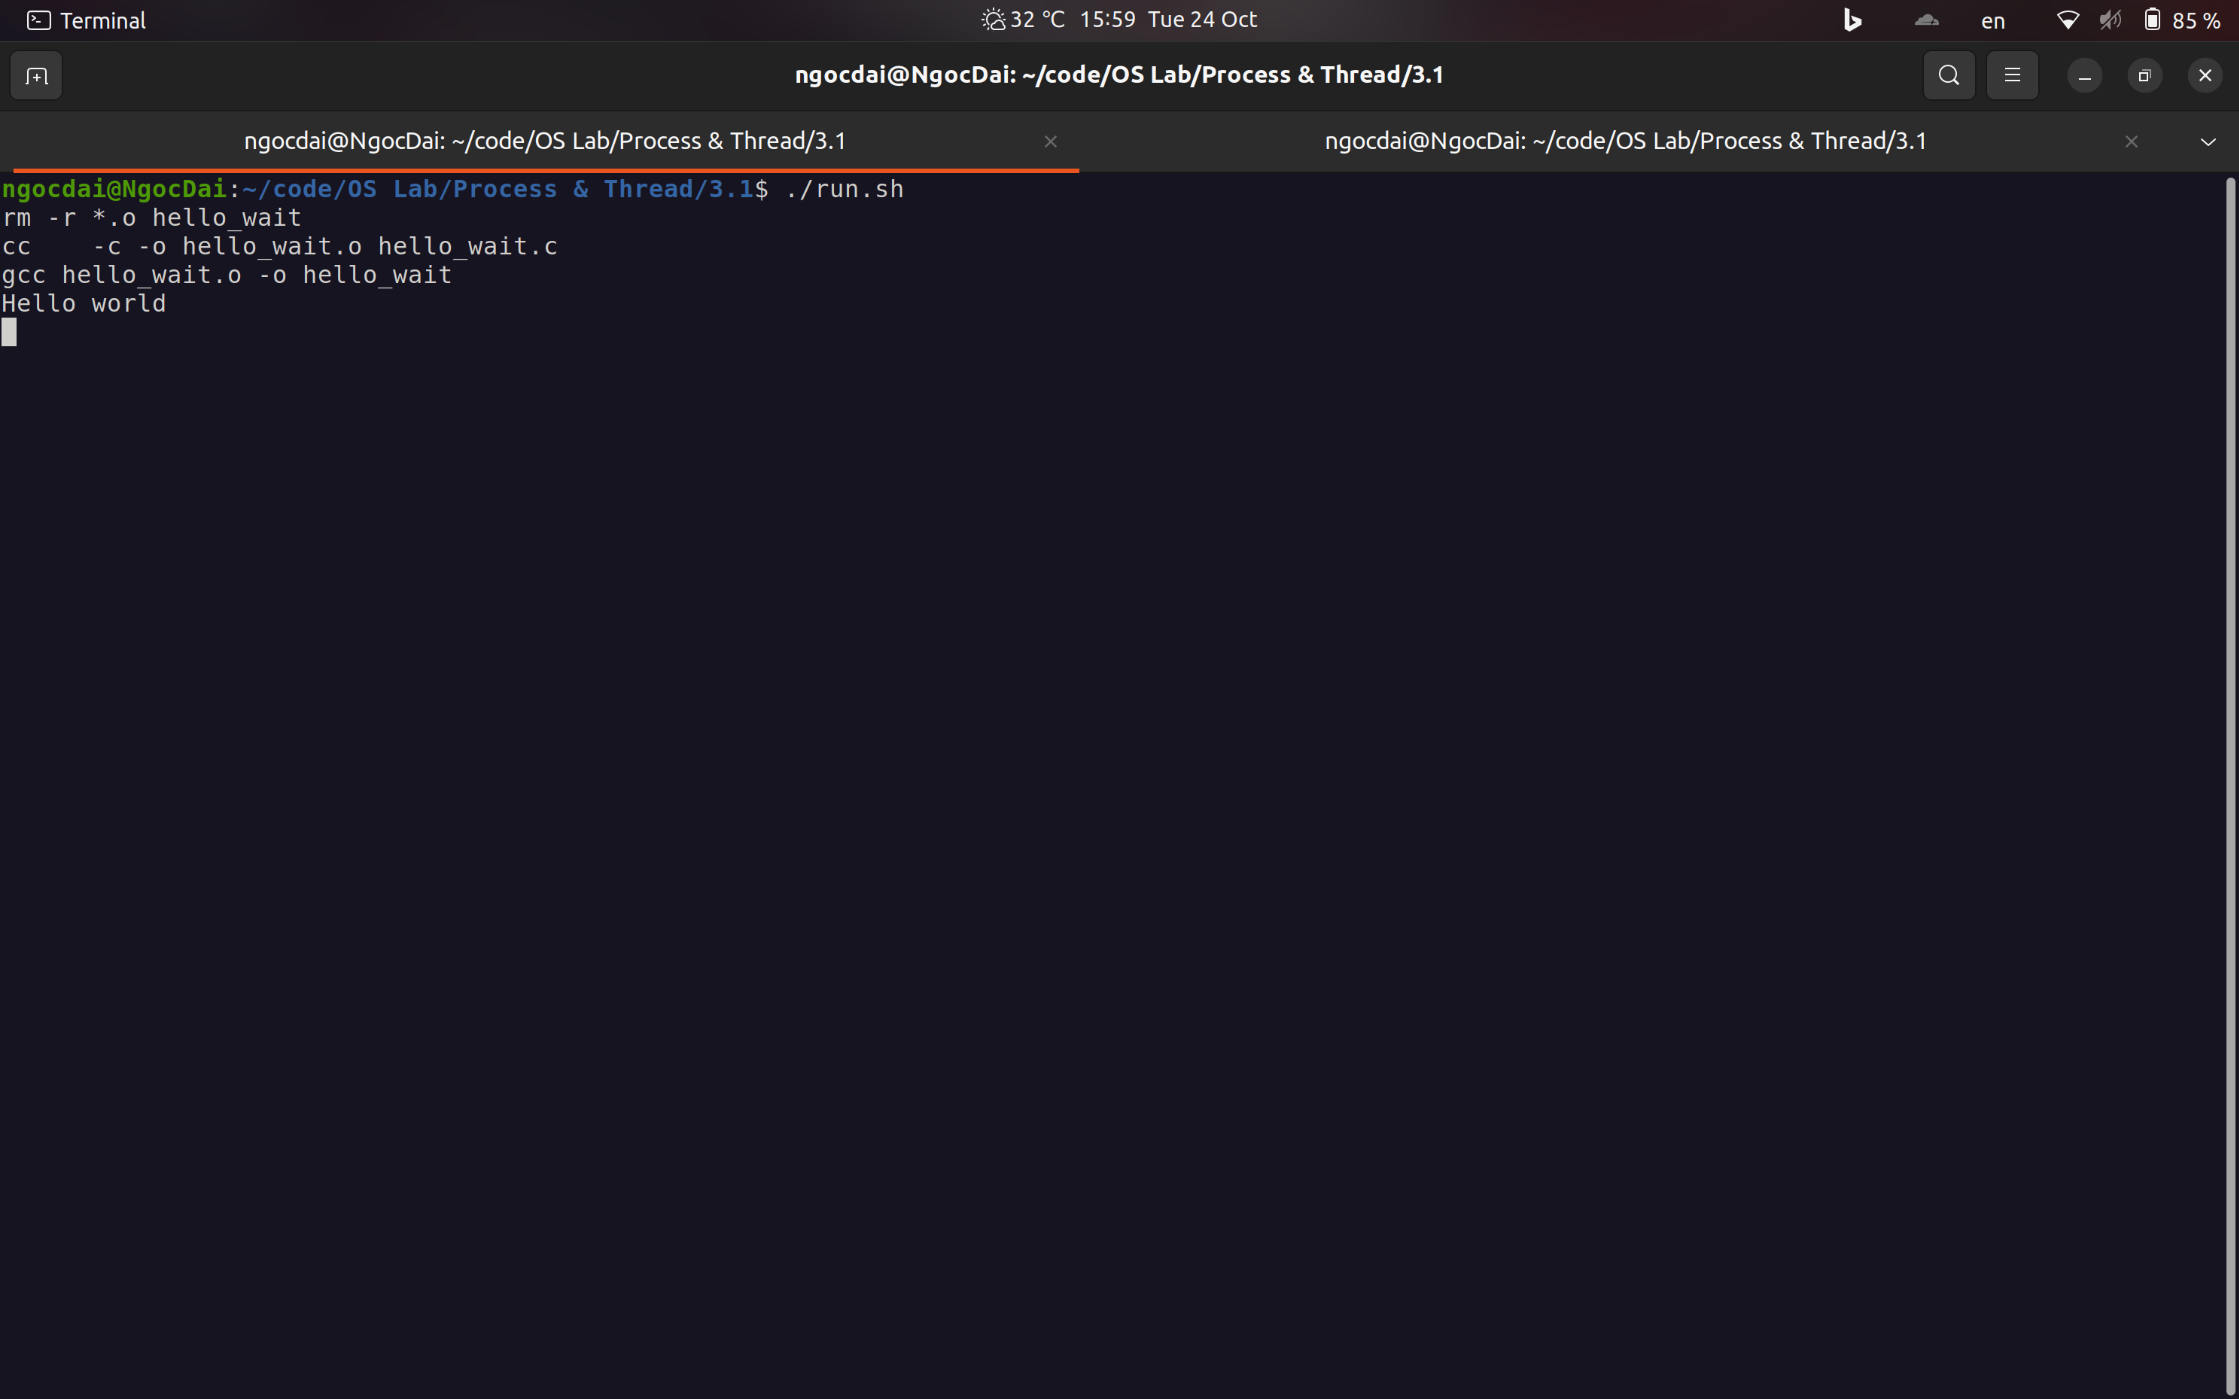 Terminal
32 °C 15:59 Tue 24 Oct
en
85 %
ngocdai@NgocDai: ~/code/OS Lab/Process & Thread/3.1
ngocdai@NgocDai: ~/code/OS Lab/Process & Thread/3.1
ngocdai@NgocDai: ~/code/OS Lab/Process & Thread/3.1
ngocdai@NgocDai:~/code/OS Lab/Process & Thread/3.1$ ./run.sh
rm -r *.o hello_wait
cc    -c -o hello_wait.o hello_wait.c
gcc hello_wait.o -o hello_wait
Hello world